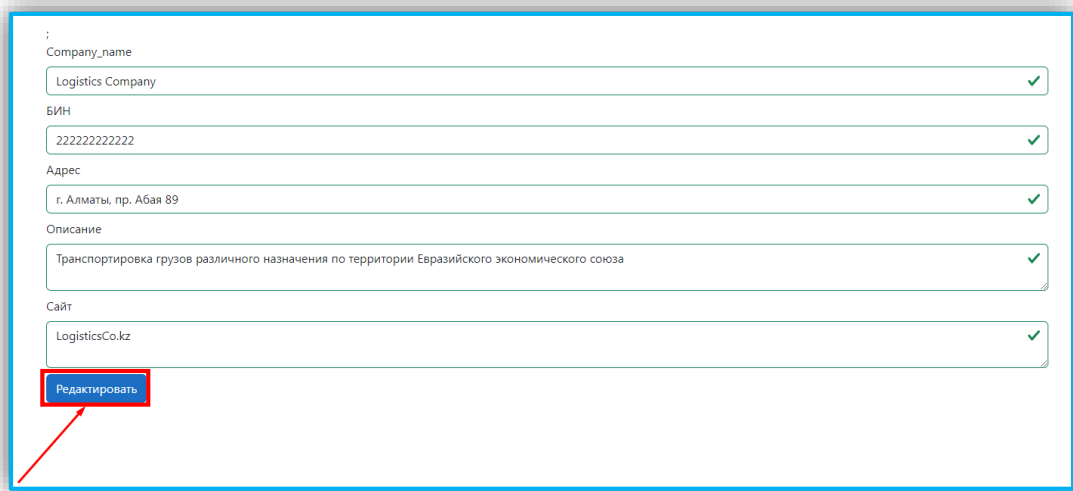 ;
Company_name
Logistics Company
БИН
222222222222
Адрес
г. Алматы, пр. Абая 89
Описание
Транспортировка грузов различного назначения по территории Евразийского экономического союза
Сайт
LogisticsCo.kz
Редактировать